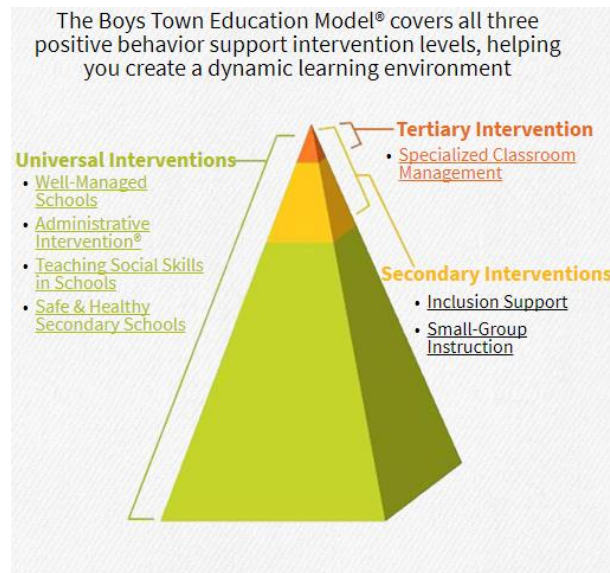 The Boys Town Education Model® covers all three
positive behavior support intervention levels, helping
you create a dynamic learning environment
Universal Interventions
• Well-Managed
Schools
• Administrative
Intervention®
• Teaching Social Skills
in Schools
• Safe & Healthy
Secondary Schools
Tertiary Intervention
• Specialized Classroom
Management
Secondary Interventions
• Inclusion Support
• Small-Group
Instruction